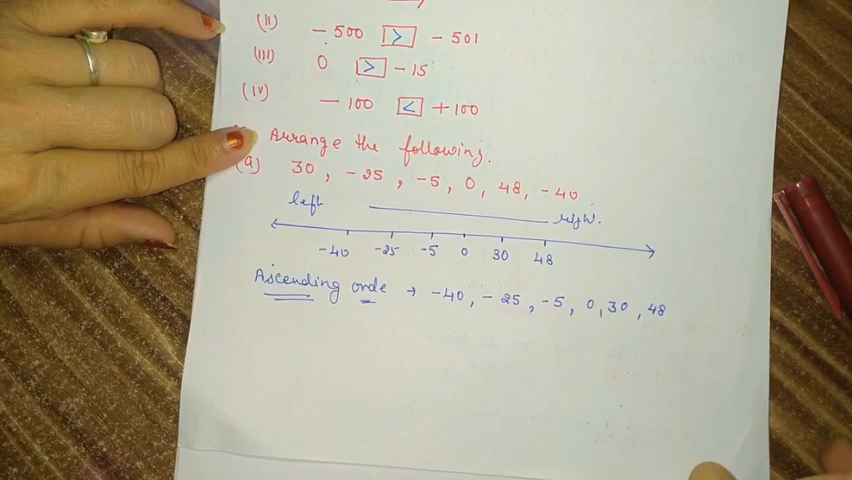 (ii) - 500 > - 501
(iii) 0 > - 15
(iv) - 100 < + 100
Arrange the following.
(a) 30, -25, -5, 0, 48, -40
left right.
-40 -25 -5 0 30 48
Ascending orde → -40, -25, -5, 0, 30, 48